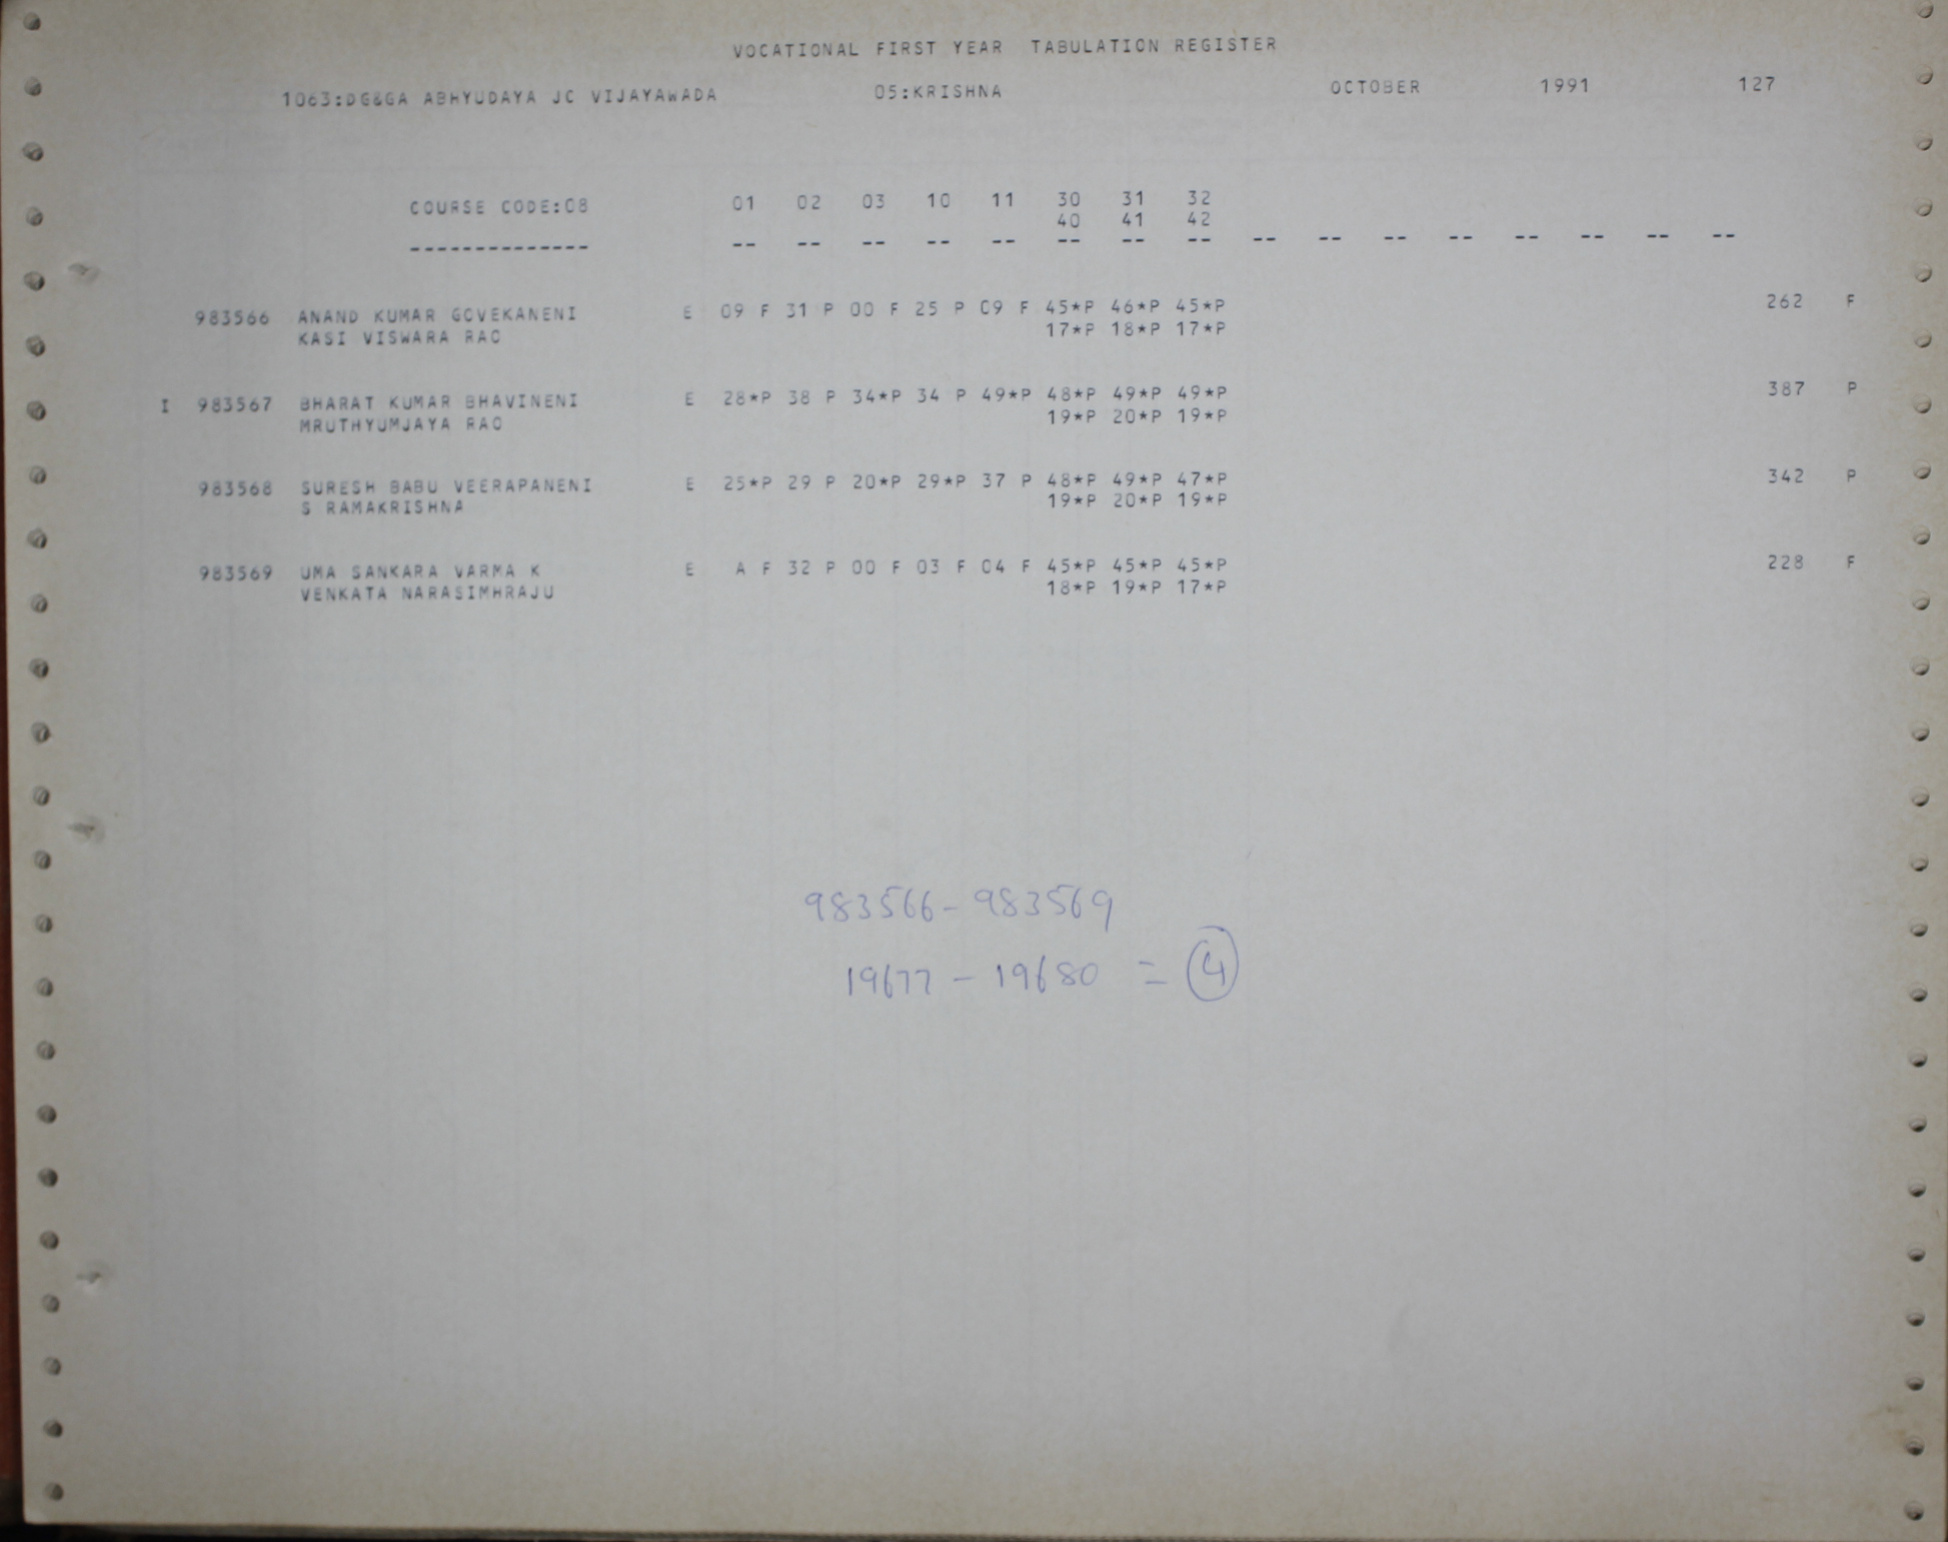 VOCATIONAL FIRST YEAR TABULATION REGISTER
1063:DG&GA ABHYUDAYA JC VIJAYAWADA 05:KRISHNA OCTOBER 1991 127
COURSE CODE:08 01 02 03 10 11 30 31 32
40 41 42
-------------- -- -- -- -- -- -- -- -- -- -- -- -- -- -- -- --
983566 ANAND KUMAR GOVEKANENI E 09 F 31 P 00 F 25 P 09 F 45*P 46*P 45*P 262 F
KASI VISWARA RAO 17*P 18*P 17*P
I 983567 BHARAT KUMAR BHAVINENI E 28*P 38 P 34*P 34 P 49*P 48*P 49*P 49*P 387 P
MRUTHYUMJAYA RAO 19*P 20*P 19*P
983568 SURESH BABU VEERAPANENI E 25*P 29 P 20*P 29*P 37 P 48*P 49*P 47*P 342 P
S RAMAKRISHNA 19*P 20*P 19*P
983569 UMA SANKARA VARMA K E A F 32 P 00 F 03 F 04 F 45*P 45*P 45*P 228 F
VENKATA NARASIMHRAJU 18*P 19*P 17*P
983566 - 983569
19677 - 19680 = 4